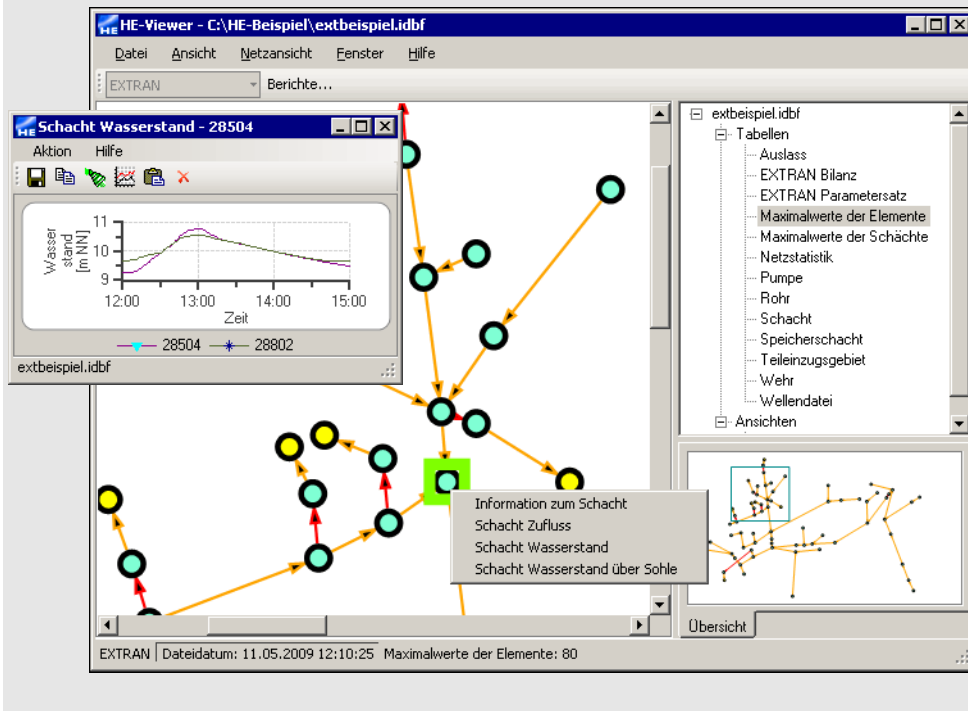 HE-Viewer - C:\HE-Beispiel\extbeispiel.idbf
Datei Ansicht Netzansicht Fenster Hilfe
EXTRAN Berichte...
HE Schacht Wasserstand - 28504
Aktion Hilfe
Wasser
stand
[m NN]
11
10
9
12:00 13:00 14:00 15:00
Zeit
28504 28802
extbeispiel.idbf
extbeispiel.idbf
Tabellen
Auslass
EXTRAN Bilanz
EXTRAN Parametersatz
Maximalwerte der Elemente
Maximalwerte der Schächte
Netzstatistik
Pumpe
Rohr
Schacht
Speicherschacht
Teileinzugsgebiet
Wehr
Wellendatei
Ansichten
Information zum Schacht
Schacht Zufluss
Schacht Wasserstand
Schacht Wasserstand über Sohle
Übersicht
EXTRAN Dateidatum: 11.05.2009 12:10:25 Maximalwerte der Elemente: 80